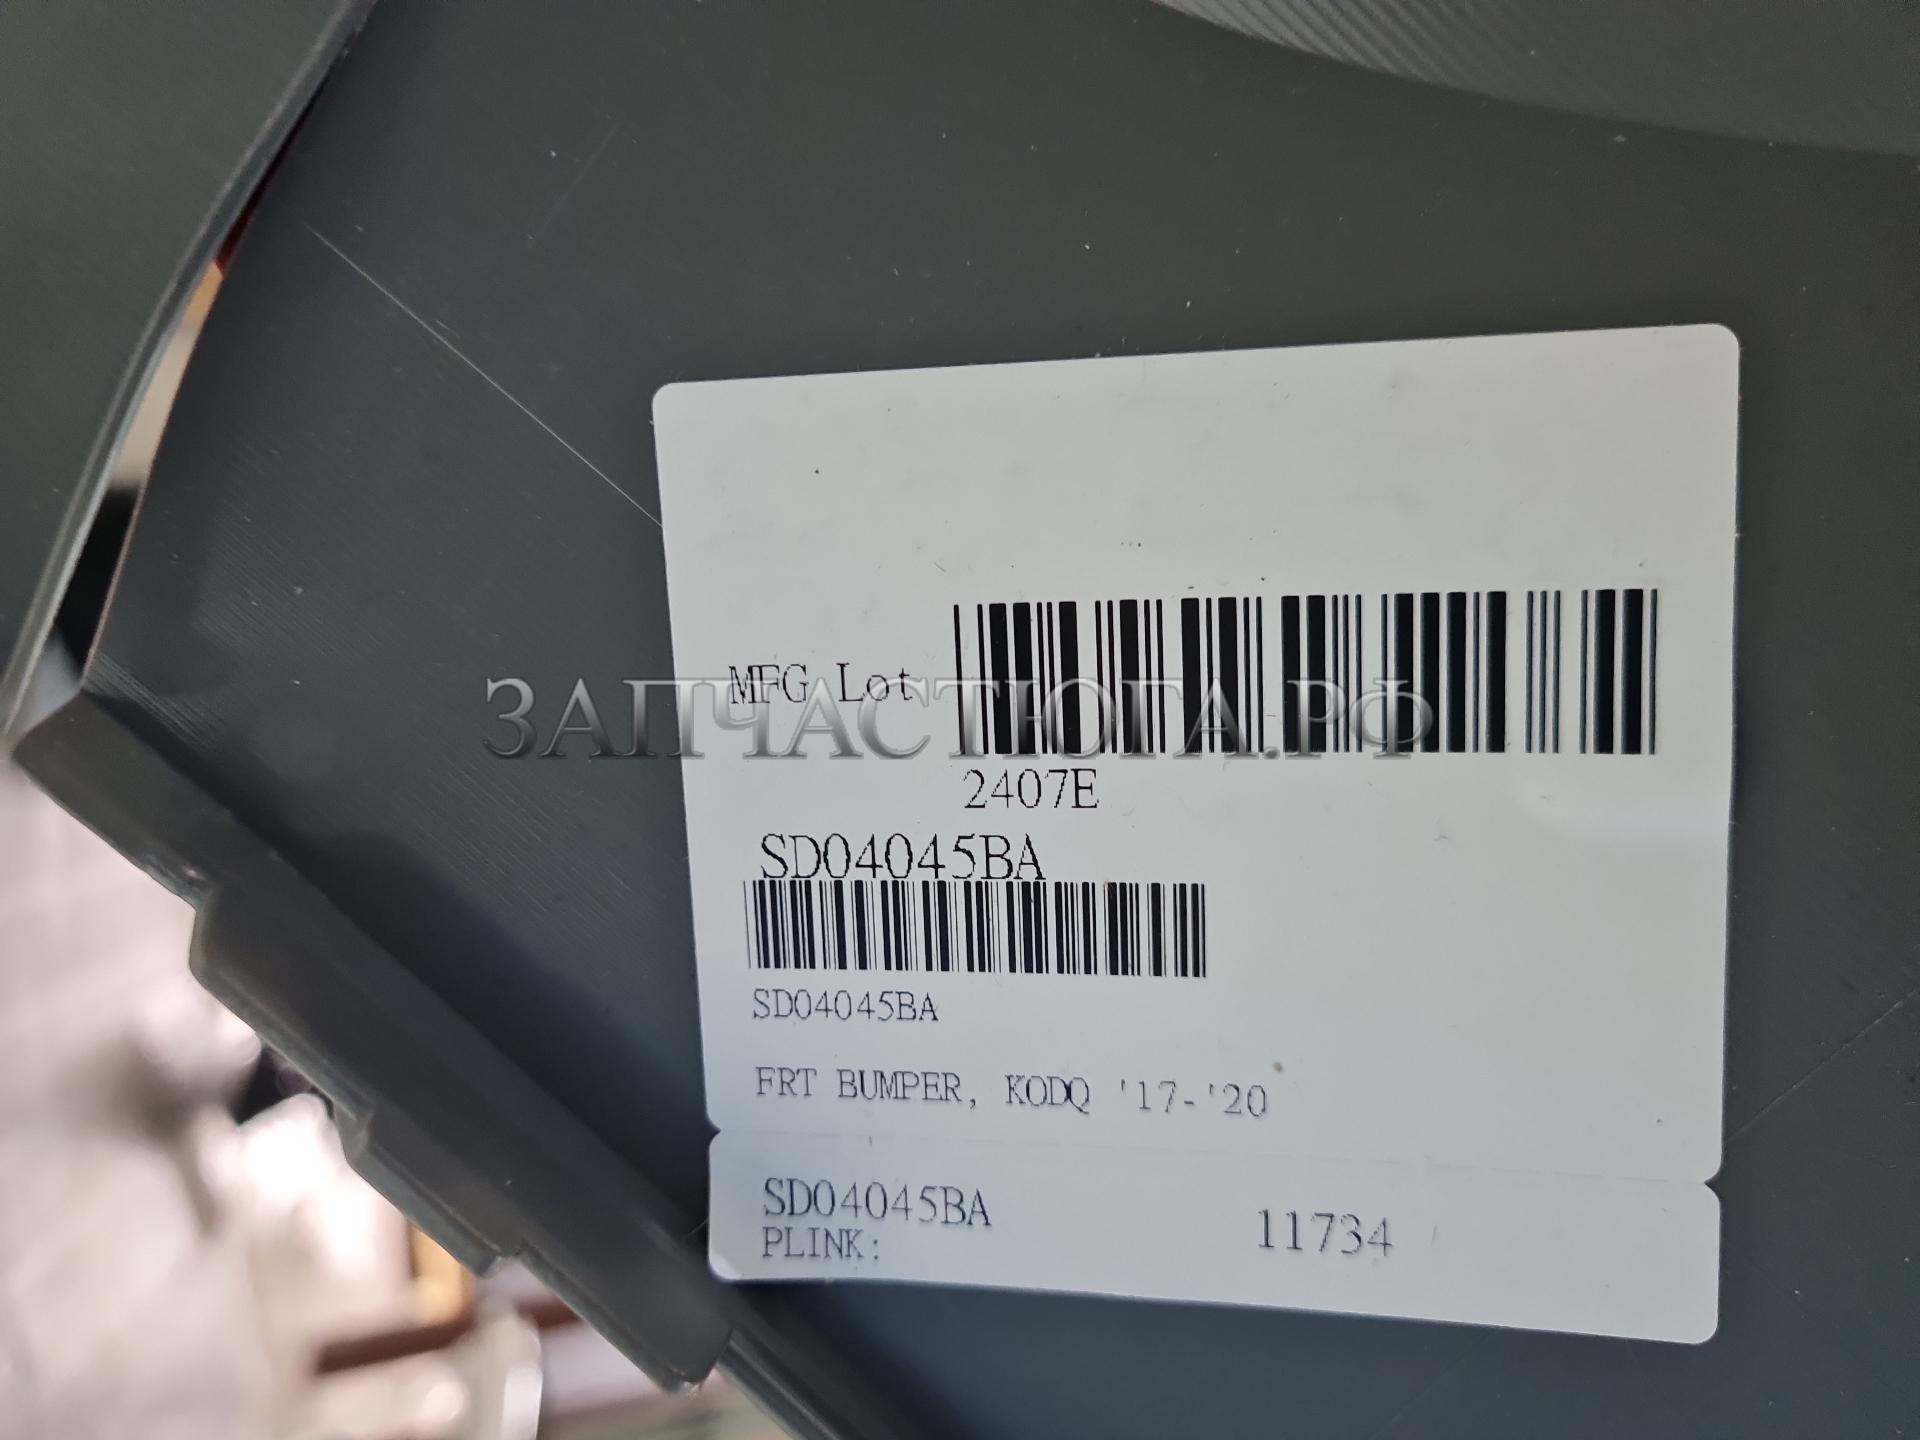 MFG Lot
ЗАПЧАСТЮГА.РФ
2407E
SD04045BA
SD04045BA
FRT BUMPER, KODQ '17-'20
SD04045BA
PLINK:
11734